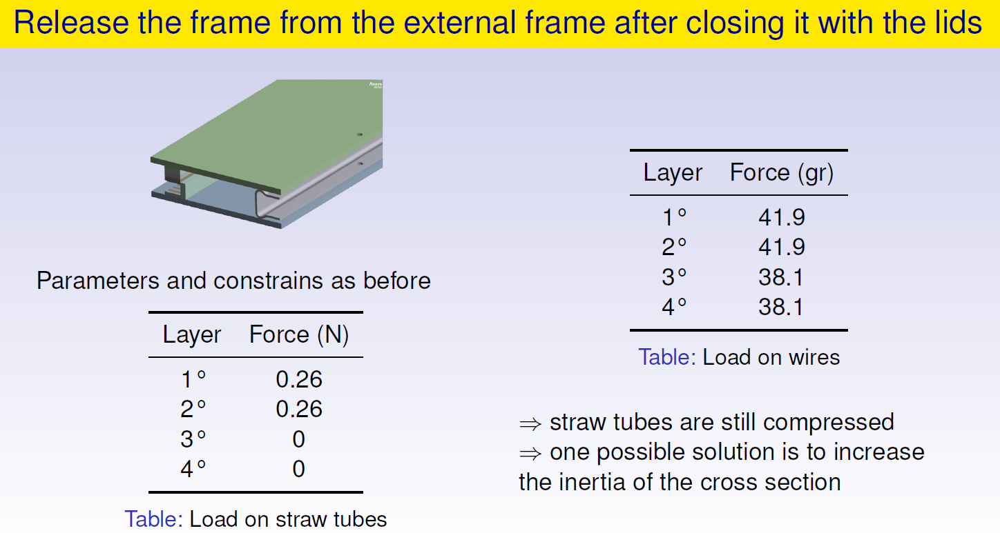 Release the frame from the external frame after closing it with the lids
Ansys
Parameters and constrains as before
Layer Force (N)
1° 0.26
2° 0.26
3° 0
4° 0
Table: Load on straw tubes
Layer Force (gr)
1° 41.9
2° 41.9
3° 38.1
4° 38.1
Table: Load on wires
⇒ straw tubes are still compressed
⇒ one possible solution is to increase
the inertia of the cross section